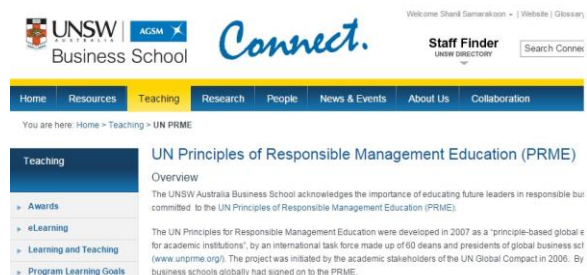 Welcome Shanil Samarakoon | Website | Glossary
UNSW AUSTRALIA | AGSM
Business School
Connect.
Staff Finder
UNSW DIRECTORY
Search Connec
Home Resources Teaching Research People News & Events About Us Collaboration
You are here: Home > Teaching > UN PRME
Teaching
Awards
eLearning
Learning and Teaching
Program Learning Goals
UN Principles of Responsible Management Education (PRME)
Overview
The UNSW Australia Business School acknowledges the importance of educating future leaders in responsible bus
committed to the UN Principles of Responsible Management Education (PRME).
The UN Principles for Responsible Management Education were developed in 2007 as a "principle-based global e
for academic institutions", by an international task force made up of 60 deans and presidents of global business sc
(www.unprme.org/). The project was initiated by the academic stakeholders of the UN Global Compact in 2006. By
business schools globally had signed on to the PRME.